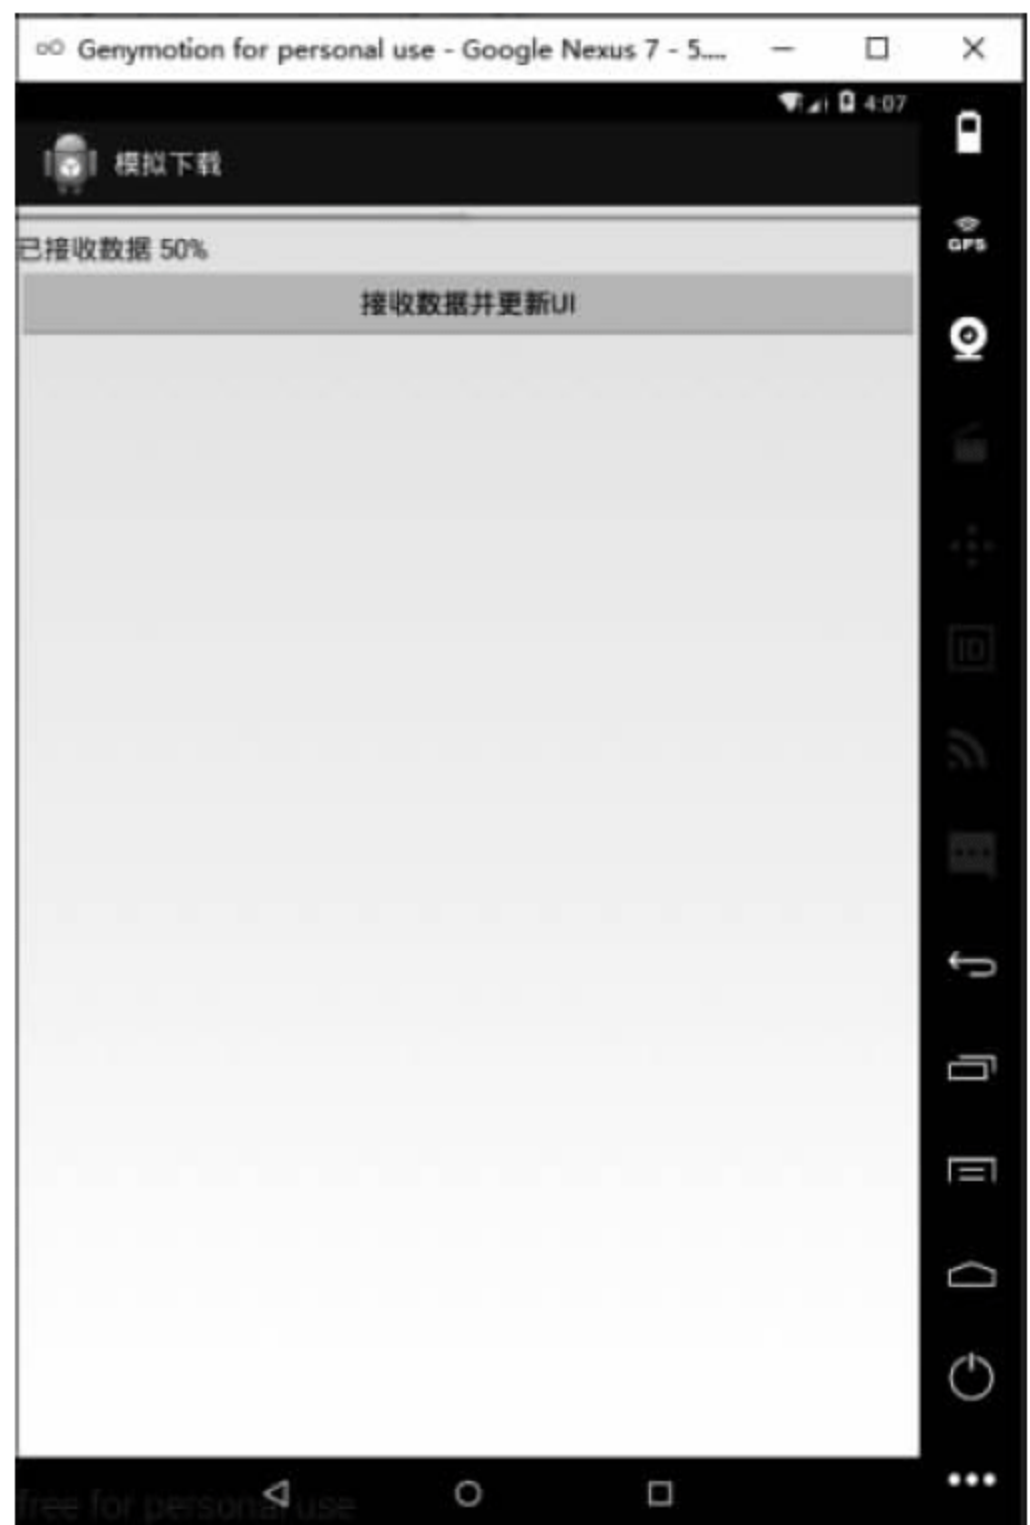 Genymotion for personal use - Google Nexus 7 - 5....
4:07
模拟下载
GPS
已接收数据 50%
接收数据并更新UI
ID
free for personal use